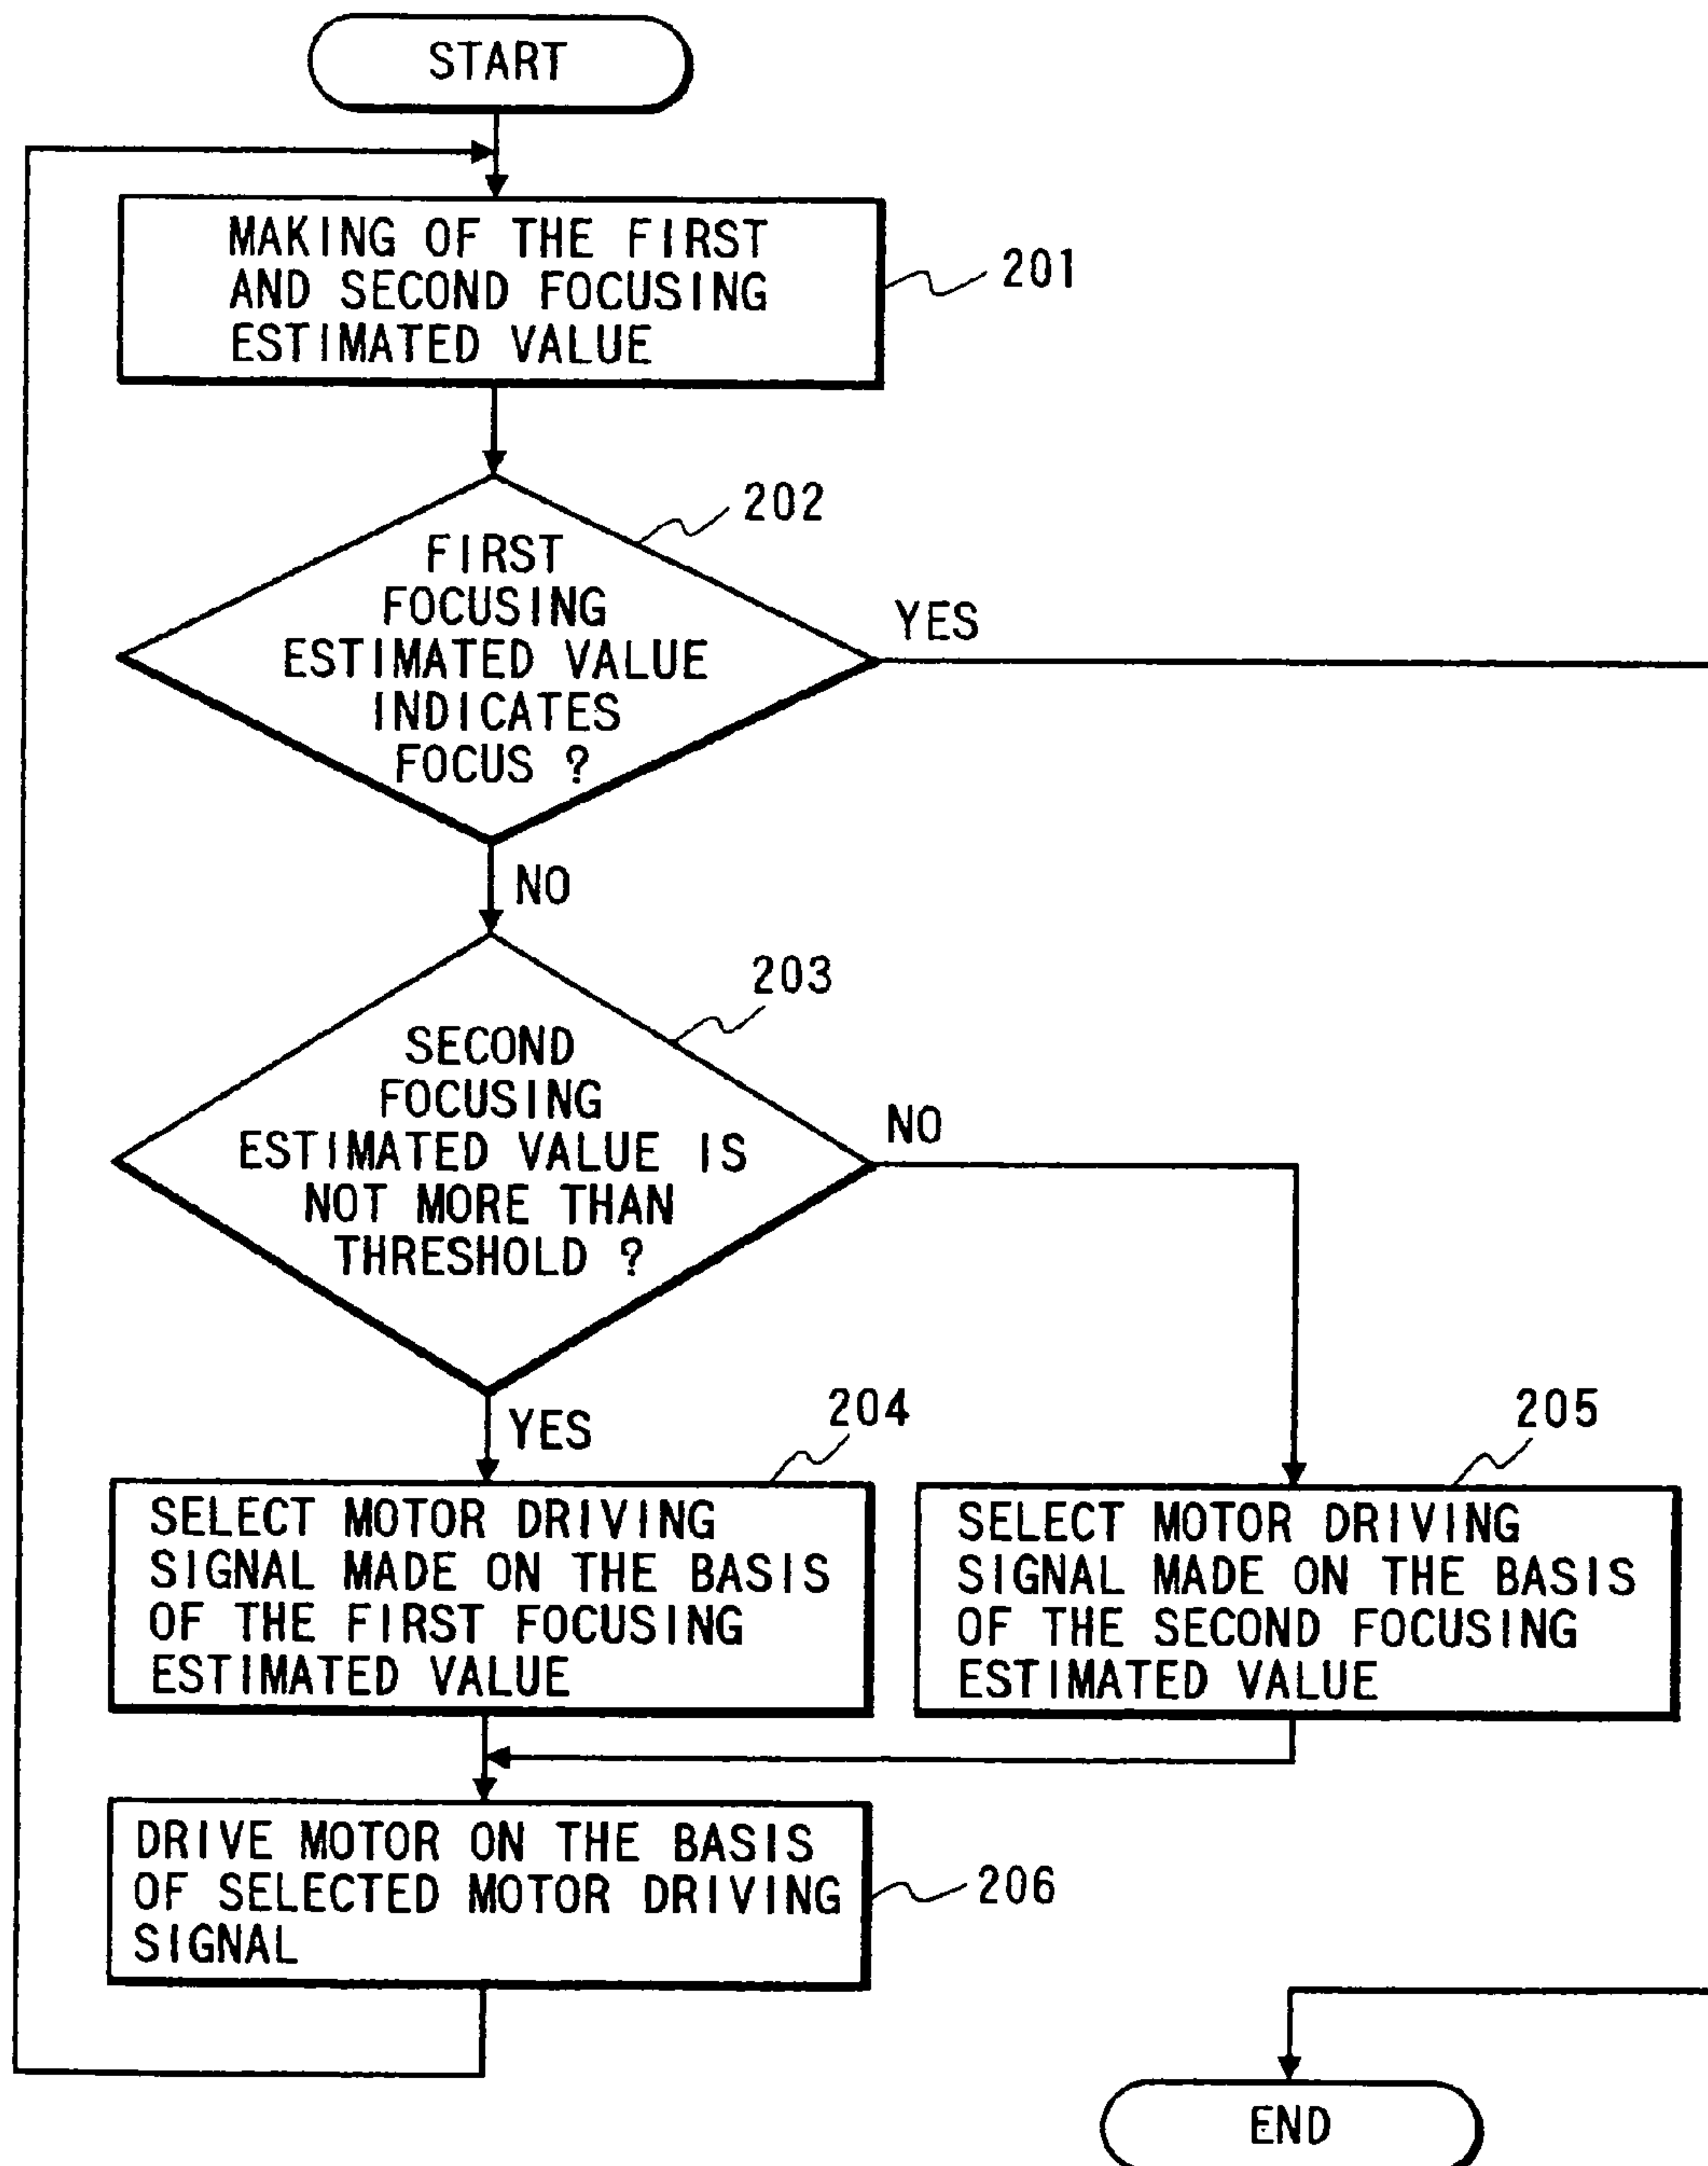 START
MAKING OF THE FIRST
AND SECOND FOCUSING
ESTIMATED VALUE
201
202
FIRST
FOCUSING
ESTIMATED VALUE
INDICATES
FOCUS ?
YES
NO
203
SECOND
FOCUSING
ESTIMATED VALUE IS
NOT MORE THAN
THRESHOLD ?
NO
YES
204
SELECT MOTOR DRIVING
SIGNAL MADE ON THE BASIS
OF THE FIRST FOCUSING
ESTIMATED VALUE
205
SELECT MOTOR DRIVING
SIGNAL MADE ON THE BASIS
OF THE SECOND FOCUSING
ESTIMATED VALUE
DRIVE MOTOR ON THE BASIS
OF SELECTED MOTOR DRIVING
SIGNAL
206
END